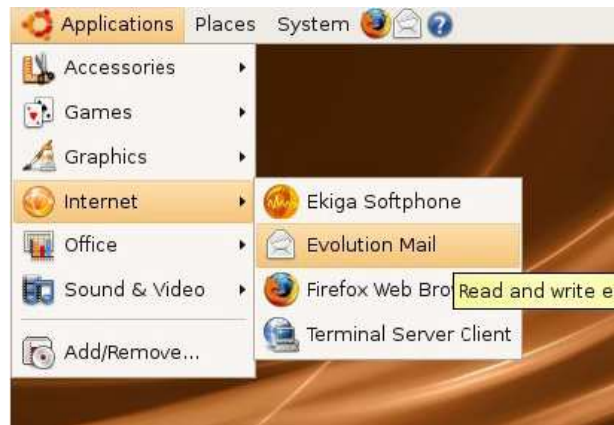 Applications Places System
Accessories
Games
Graphics
Internet
Office
Sound & Video
Add/Remove...
Ekiga Softphone
Evolution Mail
Firefox Web Bro
Read and write e
Terminal Server Client